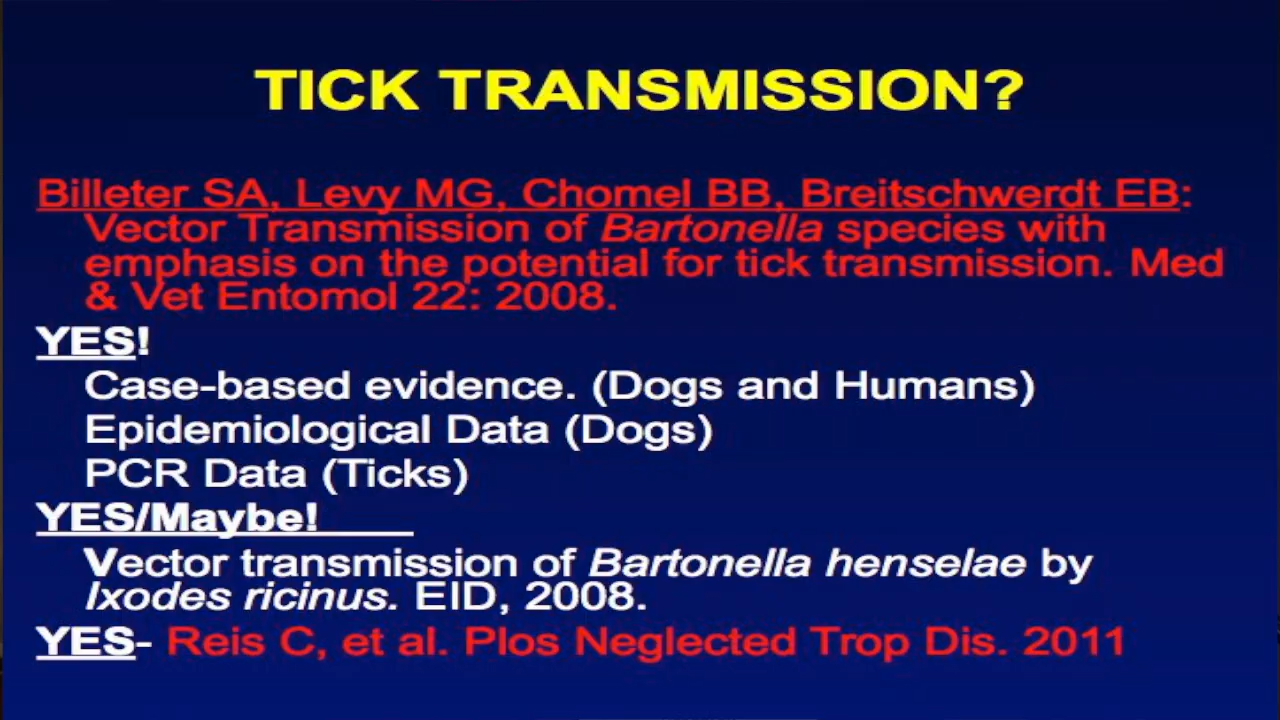 TICK TRANSMISSION?
Billeter SA, Levy MG, Chomel BB, Breitschwerdt EB:
Vector Transmission of Bartonella species with
emphasis on the potential for tick transmission. Med
& Vet Entomol 22: 2008.
YES!
Case-based evidence. (Dogs and Humans)
Epidemiological Data (Dogs)
PCR Data (Ticks)
YES/Maybe!
Vector transmission of Bartonella henselae by
Ixodes ricinus. EID, 2008.
YES- Reis C, et al. Plos Neglected Trop Dis. 2011